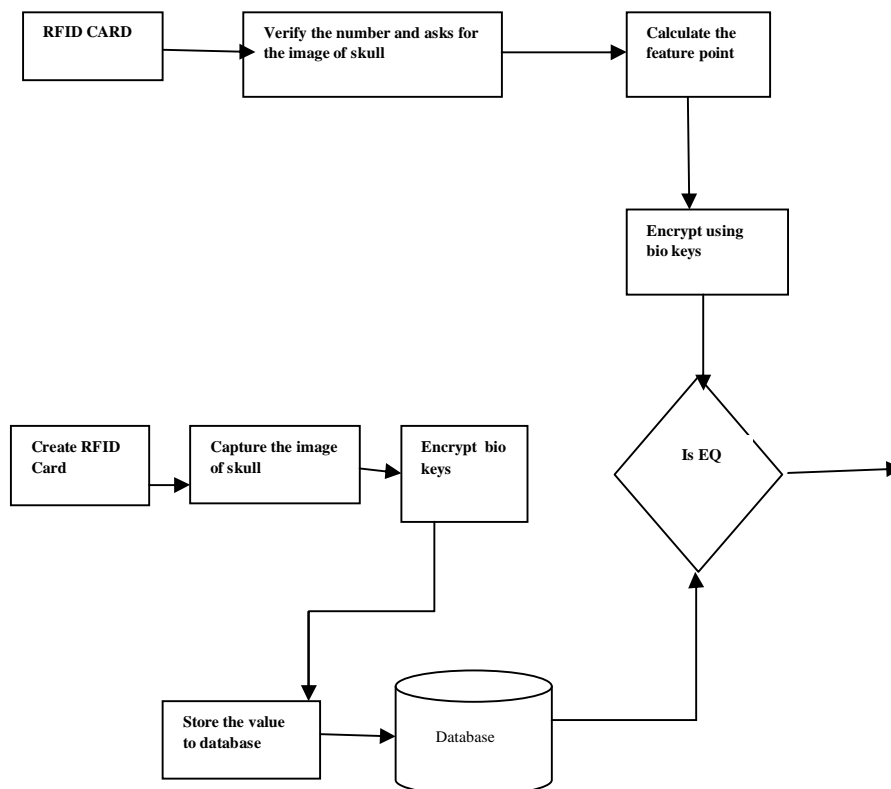 RFID CARD
Verify the number and asks for
the image of skull
Calculate the
feature point
Encrypt using
bio keys
Create RFID
Card
Capture the image
of skull
Encrypt  bio
keys
Is EQ
Store the value
to database
Database